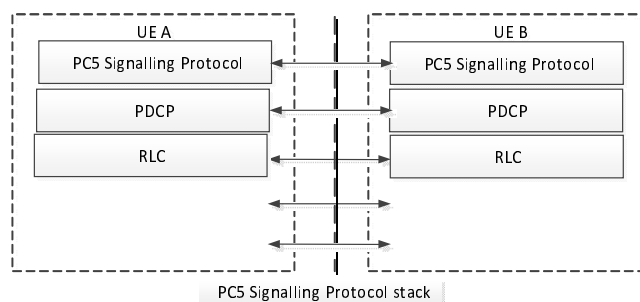 UE A
UE B
PC5 Signalling Protocol
PC5 Signalling Protocol
PDCP
PDCP
RLC
RLC
PC5 Signalling Protocol stack